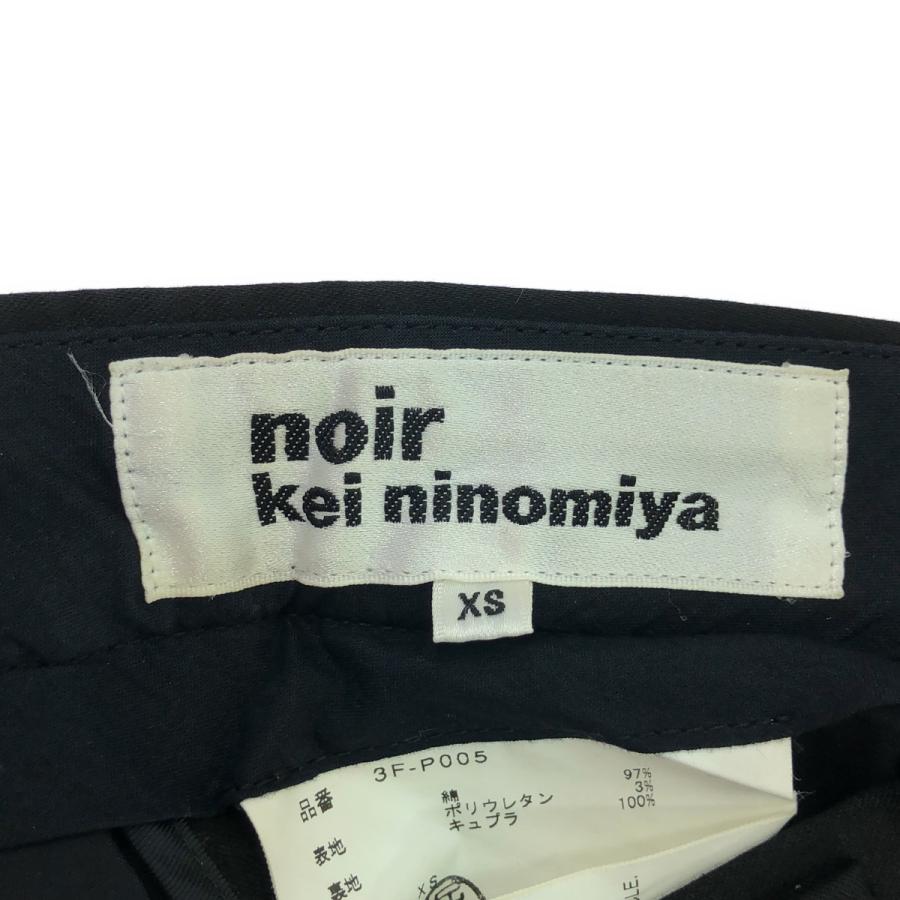 noir
kei ninomiya
XS
品番 3F-P005
表地 綿 97%
ポリウレタン 3%
裏地 キュプラ 100%
XS